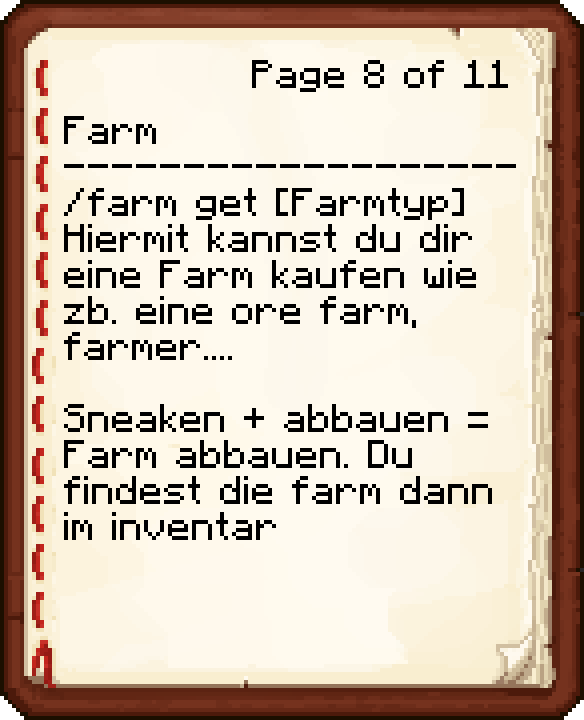 Page 8 of 11
Farm
-------------------
/farm get [Farmtyp]
Hiermit kannst du dir
eine Farm kaufen wie
zb. eine ore farm,
farmer....
Sneaken + abbauen =
Farm abbauen. Du
findest die farm dann
im inventar